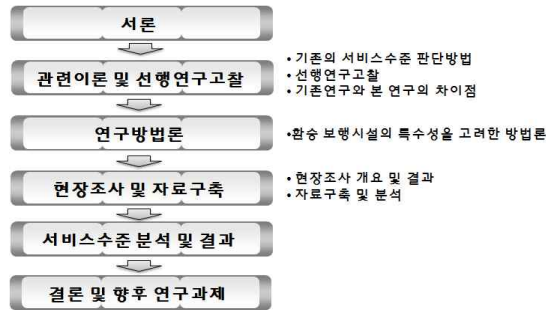 서론
관련이론 및 선행연구고찰
• 기존의 서비스수준 판단방법
• 선행연구고찰
• 기존연구와 본 연구의 차이점
연구방법론
•환승 보행시설의 특수성을 고려한 방법론
현장조사 및 자료구축
• 현장조사 개요 및 결과
• 자료구축 및 분석
서비스수준 분석 및 결과
결론 및 향후 연구과제